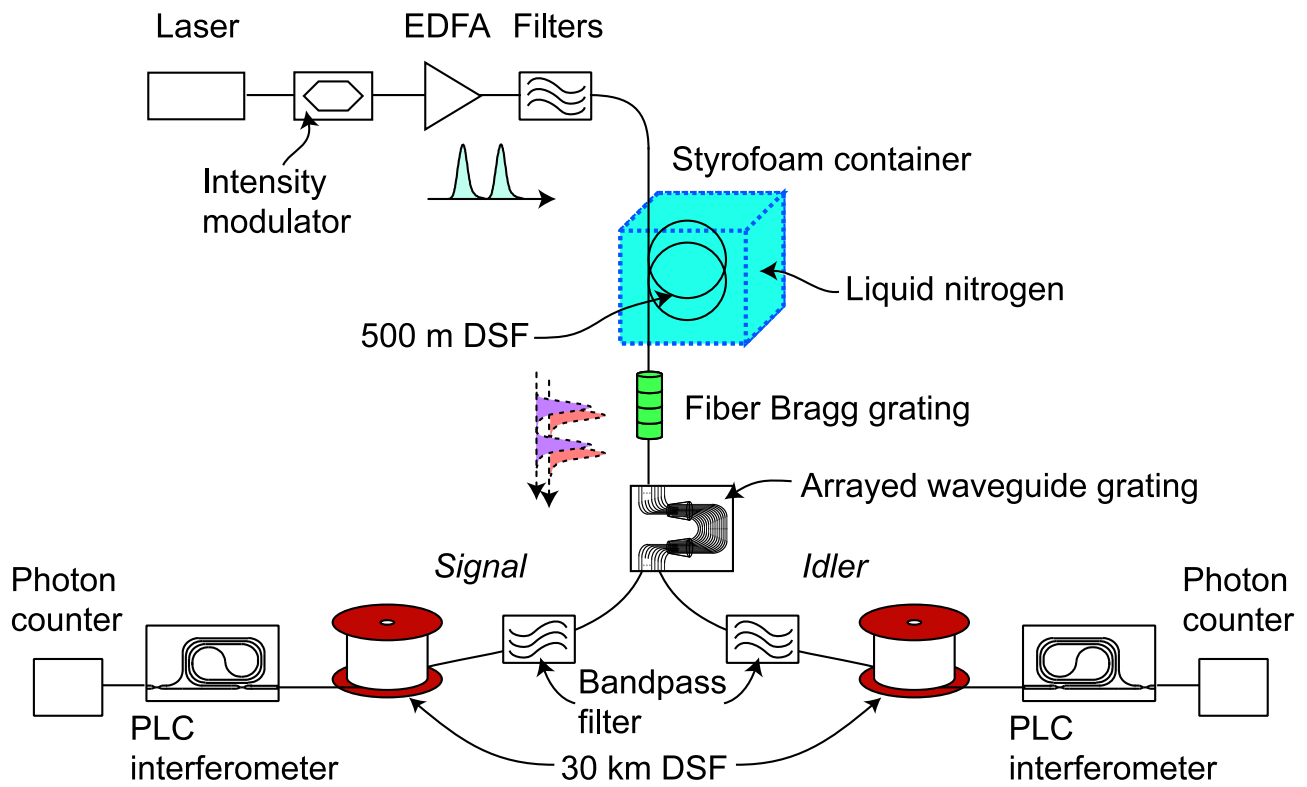 Laser
EDFA
Filters
Intensity
modulator
Styrofoam container
Liquid nitrogen
500 m DSF
Fiber Bragg grating
Arrayed waveguide grating
Signal
Idler
Photon
counter
Photon
counter
Bandpass
filter
PLC
interferometer
30 km DSF
PLC
interferometer